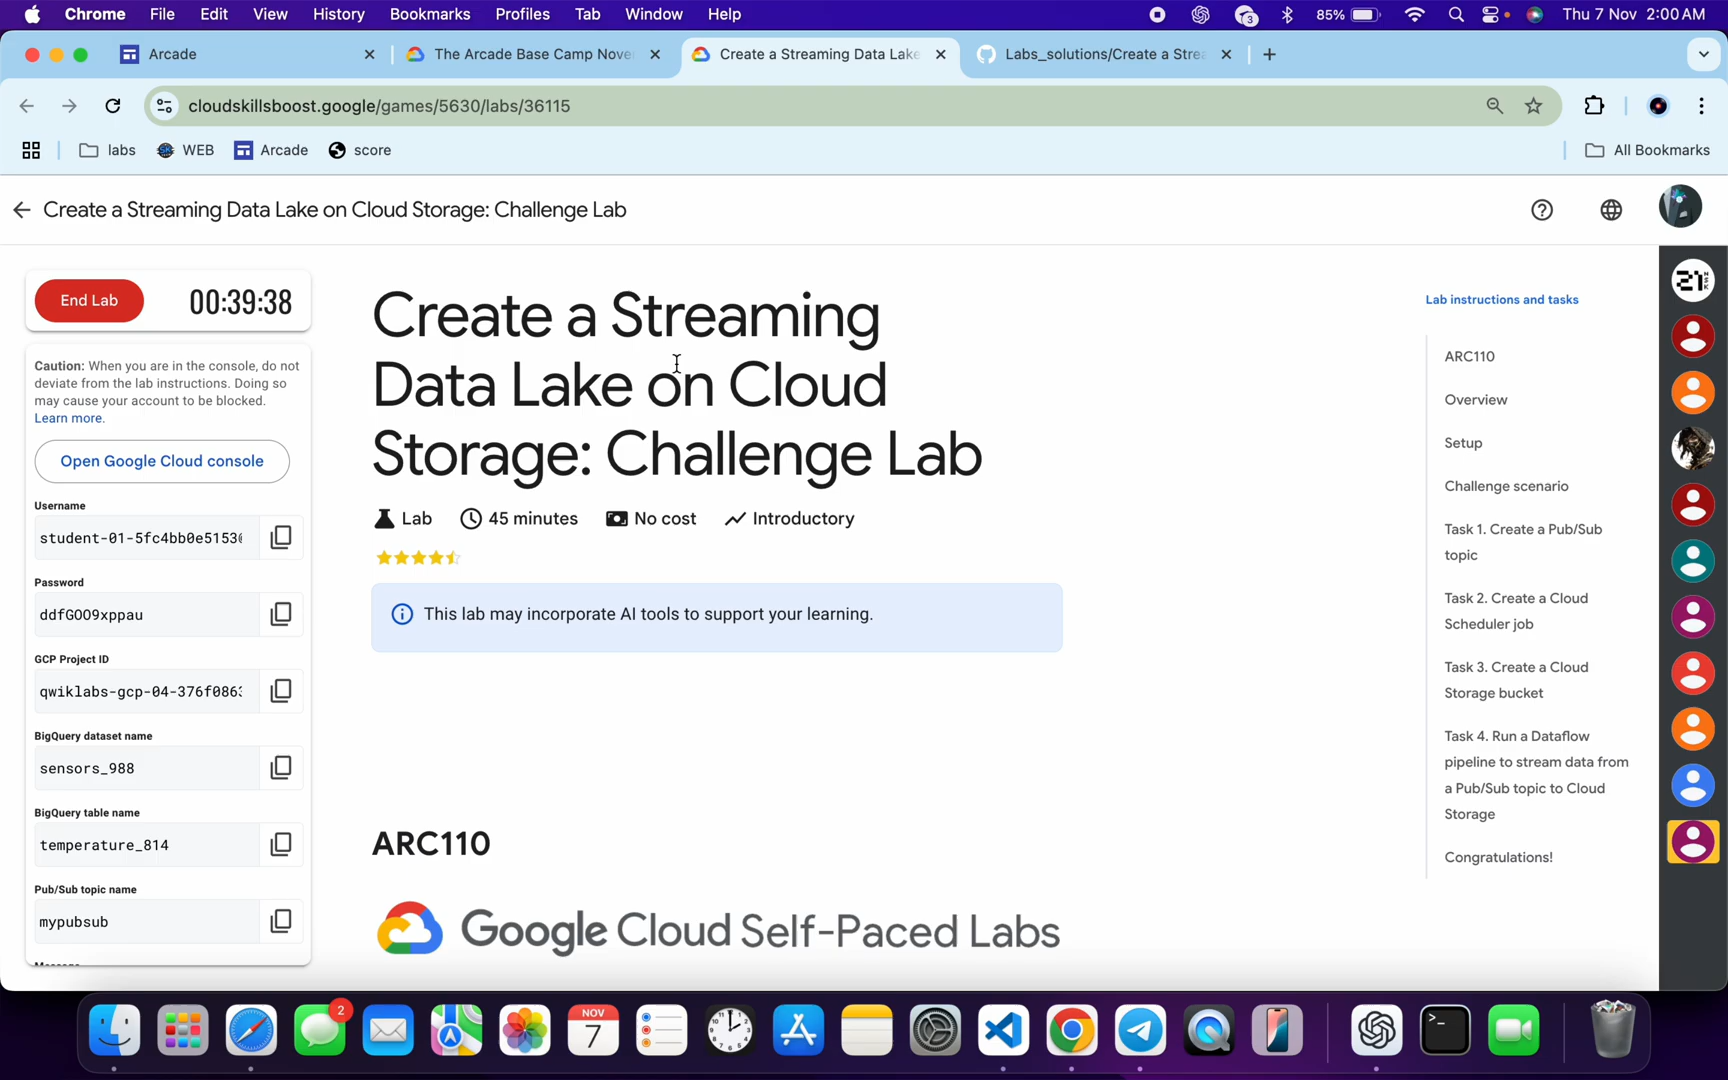 Chrome File Edit View History Bookmarks Profiles Tab Window Help 3 85% Thu 7 Nov 2:00 AM
Arcade
The Arcade Base Camp Nove
Create a Streaming Data Lake
Labs_solutions/Create a Strea
cloudskillsboost.google/games/5630/labs/36115
labs WEB Arcade score All Bookmarks
Create a Streaming Data Lake on Cloud Storage: Challenge Lab
End Lab 00:39:38
Caution: When you are in the console, do not
deviate from the lab instructions. Doing so
may cause your account to be blocked.
Learn more.
Open Google Cloud console
Username
student-01-5fc4bb0e5153
Password
ddfGOO9xppau
GCP Project ID
qwiklabs-gcp-04-376f086
BigQuery dataset name
sensors_988
BigQuery table name
temperature_814
Pub/Sub topic name
mypubsub
Create a Streaming
Data Lake on Cloud
Storage: Challenge Lab
Lab 45 minutes No cost Introductory
This lab may incorporate AI tools to support your learning.
ARC110
Google Cloud Self-Paced Labs
Lab instructions and tasks
ARC110
Overview
Setup
Challenge scenario
Task 1. Create a Pub/Sub
topic
Task 2. Create a Cloud
Scheduler job
Task 3. Create a Cloud
Storage bucket
Task 4. Run a Dataflow
pipeline to stream data from
a Pub/Sub topic to Cloud
Storage
Congratulations!
2
NOV
7